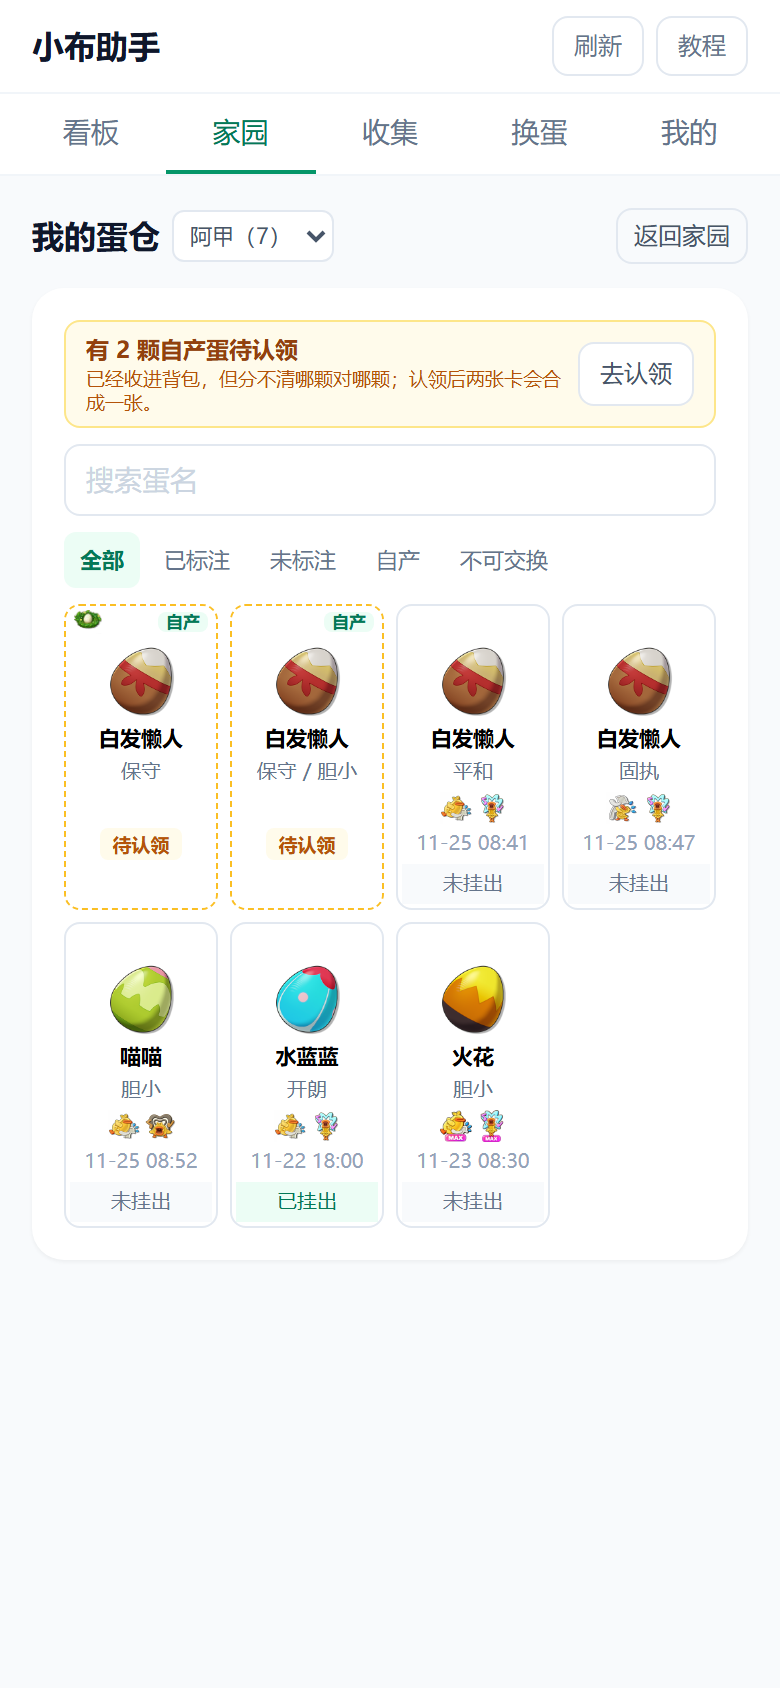 小布助手
刷新
教程
看板
家园
收集
换蛋
我的
我的蛋仓
阿甲（7）
返回家园
有 2 颗自产蛋待认领
已经收进背包，但分不清哪颗对哪颗；认领后两张卡会合
成一张。
去认领
搜索蛋名
全部
已标注
未标注
自产
不可交换
自产
白发懒人
保守
待认领
自产
白发懒人
保守 / 胆小
待认领
白发懒人
平和
11-25 08:41
未挂出
白发懒人
固执
11-25 08:47
未挂出
喵喵
胆小
11-25 08:52
未挂出
水蓝蓝
开朗
11-22 18:00
已挂出
火花
胆小
MAX
MAX
11-23 08:30
未挂出